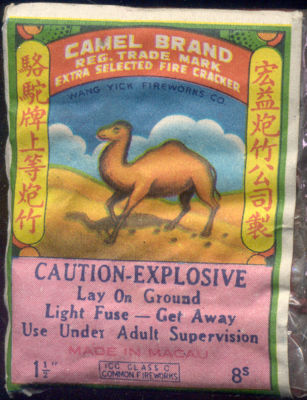 CAMEL BRAND
REG. TRADE MARK
EXTRA SELECTED FIRE CRACKER
WANG YICK FIREWORKS CO.
駱駝牌上等炮竹
宏益炮竹公司製
CAUTION-EXPLOSIVE
Lay On Ground
Light Fuse — Get Away
Use Under Adult Supervision
MADE IN MACAU
1½"
ICC CLASS C
COMMON FIREWORKS
8s